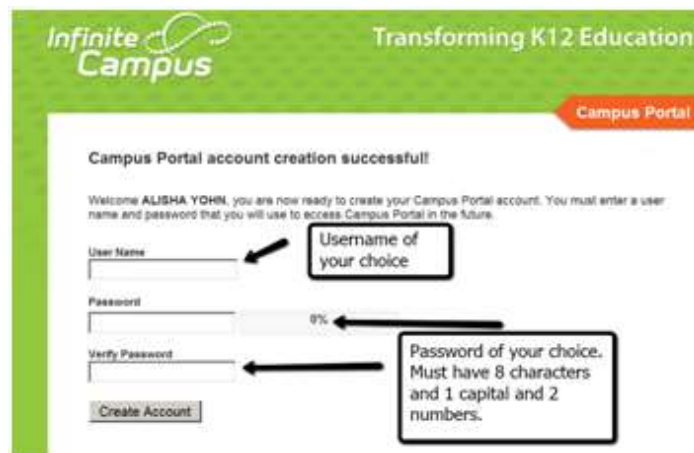 Infinite
Campus
Transforming K12 Education
Campus Portal
Campus Portal account creation successful!
Welcome ALISHA YOHN, you are now ready to create your Campus Portal account. You must enter a user
name and password that you will use to access Campus Portal in the future.
Username of
your choice
User Name
Password
0%
Verify Password
Password of your choice.
Must have 8 characters
and 1 capital and 2
numbers.
Create Account